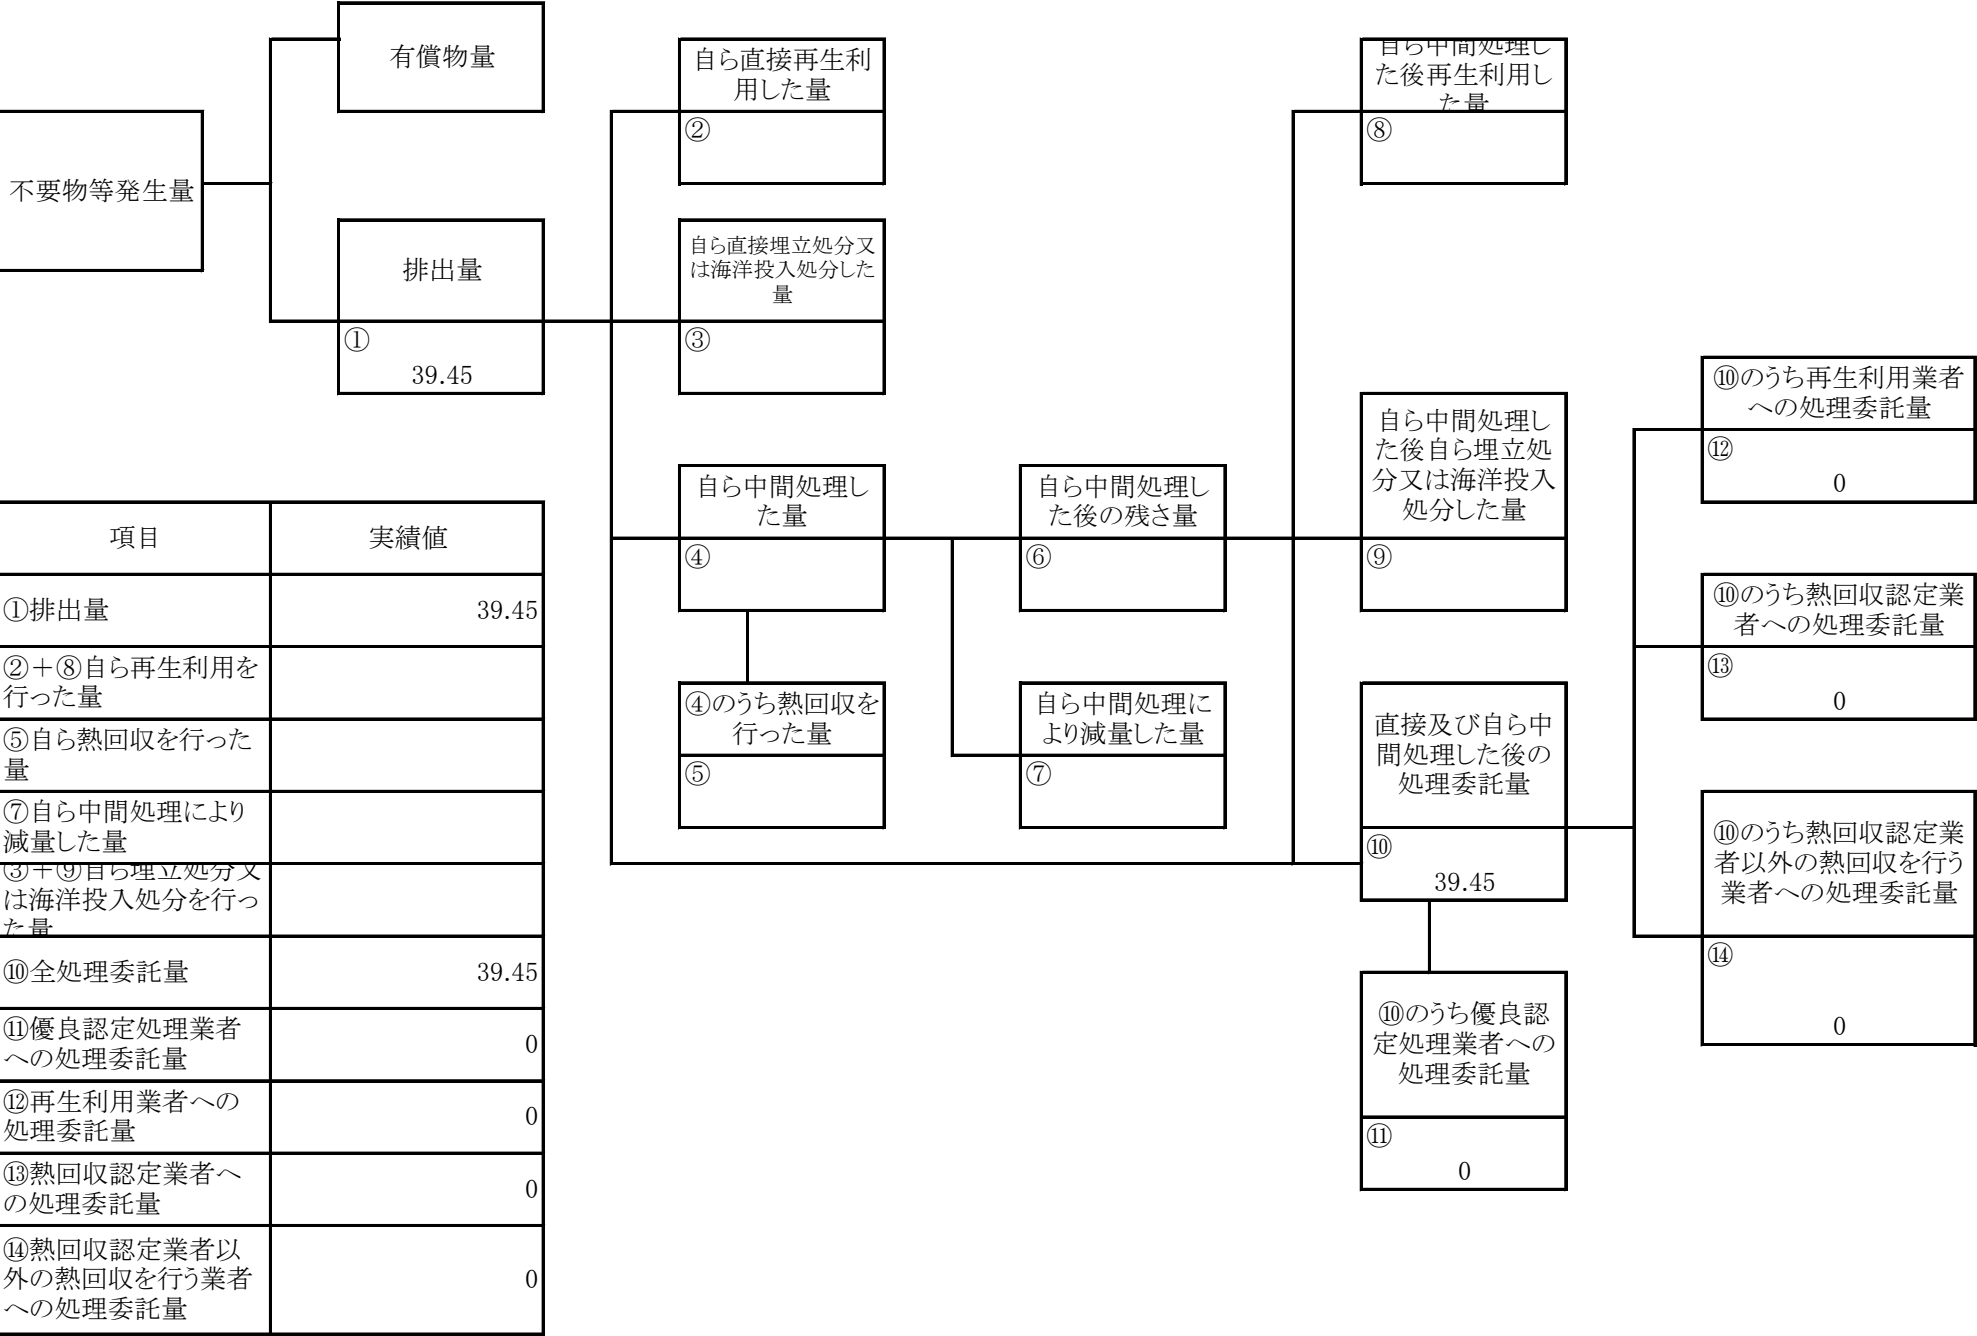 有償物量
不要物等発生量
排出量
①
39.45
自ら直接再生利
用した量
②
自ら直接埋立処分又
は海洋投入処分した
量
③
自ら中間処理し
た量
④
④のうち熱回収を
行った量
⑤
自ら中間処理し
た後の残さ量
⑥
自ら中間処理に
より減量した量
⑦
自ら中間処理し
た後再生利用し
た量
⑧
自ら中間処理し
た後自ら埋立処
分又は海洋投入
処分した量
⑨
直接及び自ら中
間処理した後の
処理委託量
⑩
39.45
⑩のうち優良認
定処理業者への
処理委託量
⑪
0
⑩のうち再生利用業者
への処理委託量
⑫
0
⑩のうち熱回収認定業
者への処理委託量
⑬
0
⑩のうち熱回収認定業
者以外の熱回収を行う
業者への処理委託量
⑭
0
項目 実績値
①排出量 39.45
②+⑧自ら再生利用を
行った量
⑤自ら熱回収を行った
量
⑦自ら中間処理により
減量した量
③+⑨自ら埋立処分又
は海洋投入処分を行っ
た量
⑩全処理委託量 39.45
⑪優良認定処理業者
への処理委託量 0
⑫再生利用業者への
処理委託量 0
⑬熱回収認定業者へ
の処理委託量 0
⑭熱回収認定業者以
外の熱回収を行う業者
への処理委託量 0